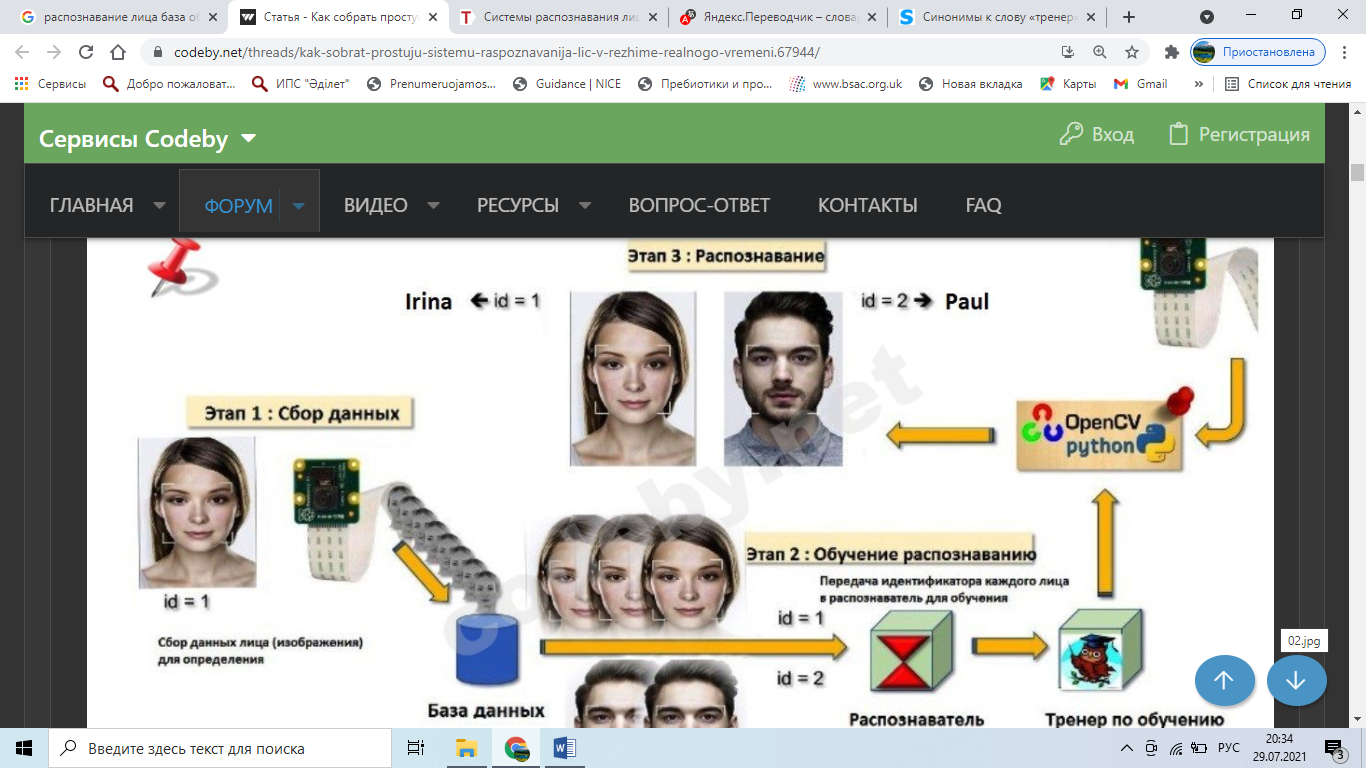 распознавание лица база об
Статья - Как собрать просту
Системы распознавания ли
Яндекс.Переводчик – слова
Синонимы к слову «тренер
codeby.net/threads/kak-sobrat-prostuju-sistemu-raspoznavanija-lic-v-rezhime-realnogo-vremeni.67944/
Приостановлена
Сервисы
Добро пожаловат...
ИПС "Әділет"
Prenumeruojamos...
Guidance | NICE
Пребиотики и про...
www.bsac.org.uk
Новая вкладка
Карты
Gmail
»
Список для чтения
Сервисы Codeby
Вход
Регистрация
ГЛАВНАЯ
ФОРУМ
ВИДЕО
РЕСУРСЫ
ВОПРОС-ОТВЕТ
КОНТАКТЫ
FAQ
Этап 3 : Распознавание
Irina
id = 1
id = 2
Paul
Этап 1 : Сбор данных
OpenCV
python
id = 1
Сбор данных лица (изображения)
для определения
Этап 2 : Обучение распознаванию
Передача идентификатора каждого лица
в распознаватель для обучения
id = 1
id = 2
База данных
Распознаватель
Тренер по обучению
codeby.net
02.jpg
Введите здесь текст для поиска
РУС
20:34
29.07.2021
3